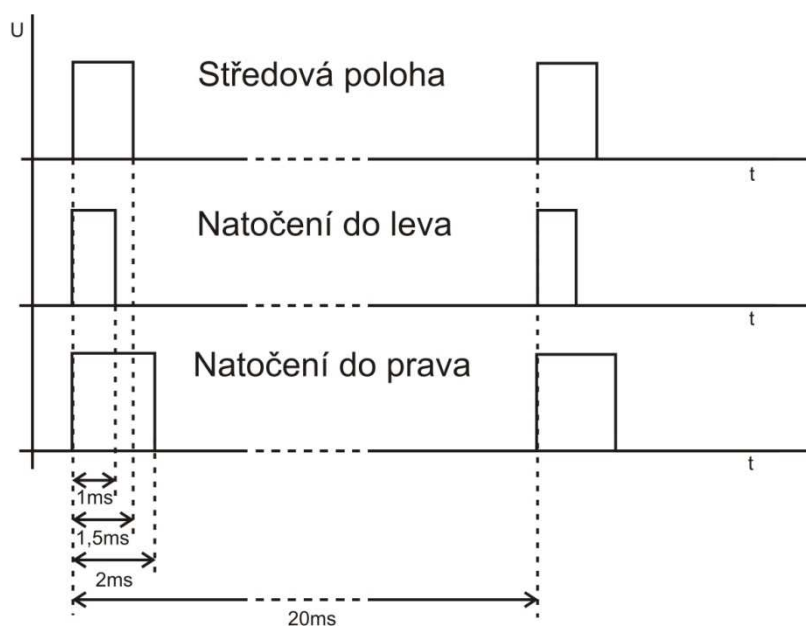 U
Středová poloha
t
Natočení do leva
t
Natočení do prava
t
1ms
1,5ms
2ms
20ms